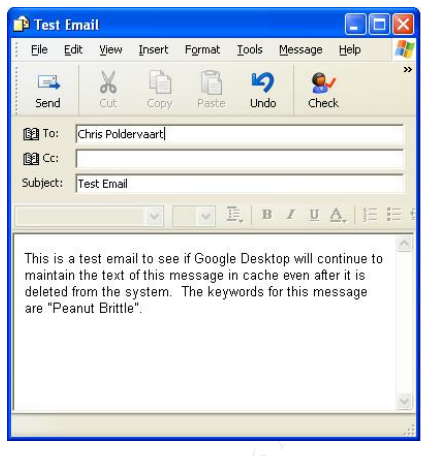 Test Email
File Edit View Insert Format Tools Message Help
»
Send Cut Copy Paste Undo Check
To: Chris Poldervaart
Cc:
Subject: Test Email
B I U A
This is a test email to see if Google Desktop will continue to
maintain the text of this message in cache even after it is
deleted from the system.  The keywords for this message
are "Peanut Brittle".